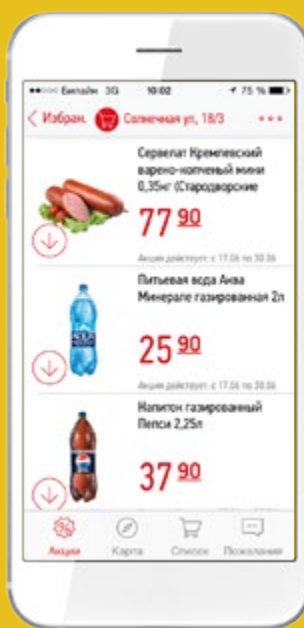 Билайн 3G 10:02 75 %
Избран. Солнечная ул, 18/3
Сервелат Кремлевский
варено-копченый мини
0,35кг (Стародворские
77 90
Акция действует: с 17.06 по 30.06
Питьевая вода Аква
Минерале газированная 2л
25 90
Акция действует: с 17.06 по 30.06
Напиток газированный
Пепси 2,25л
37 90
Акции Карта Список Пожелания